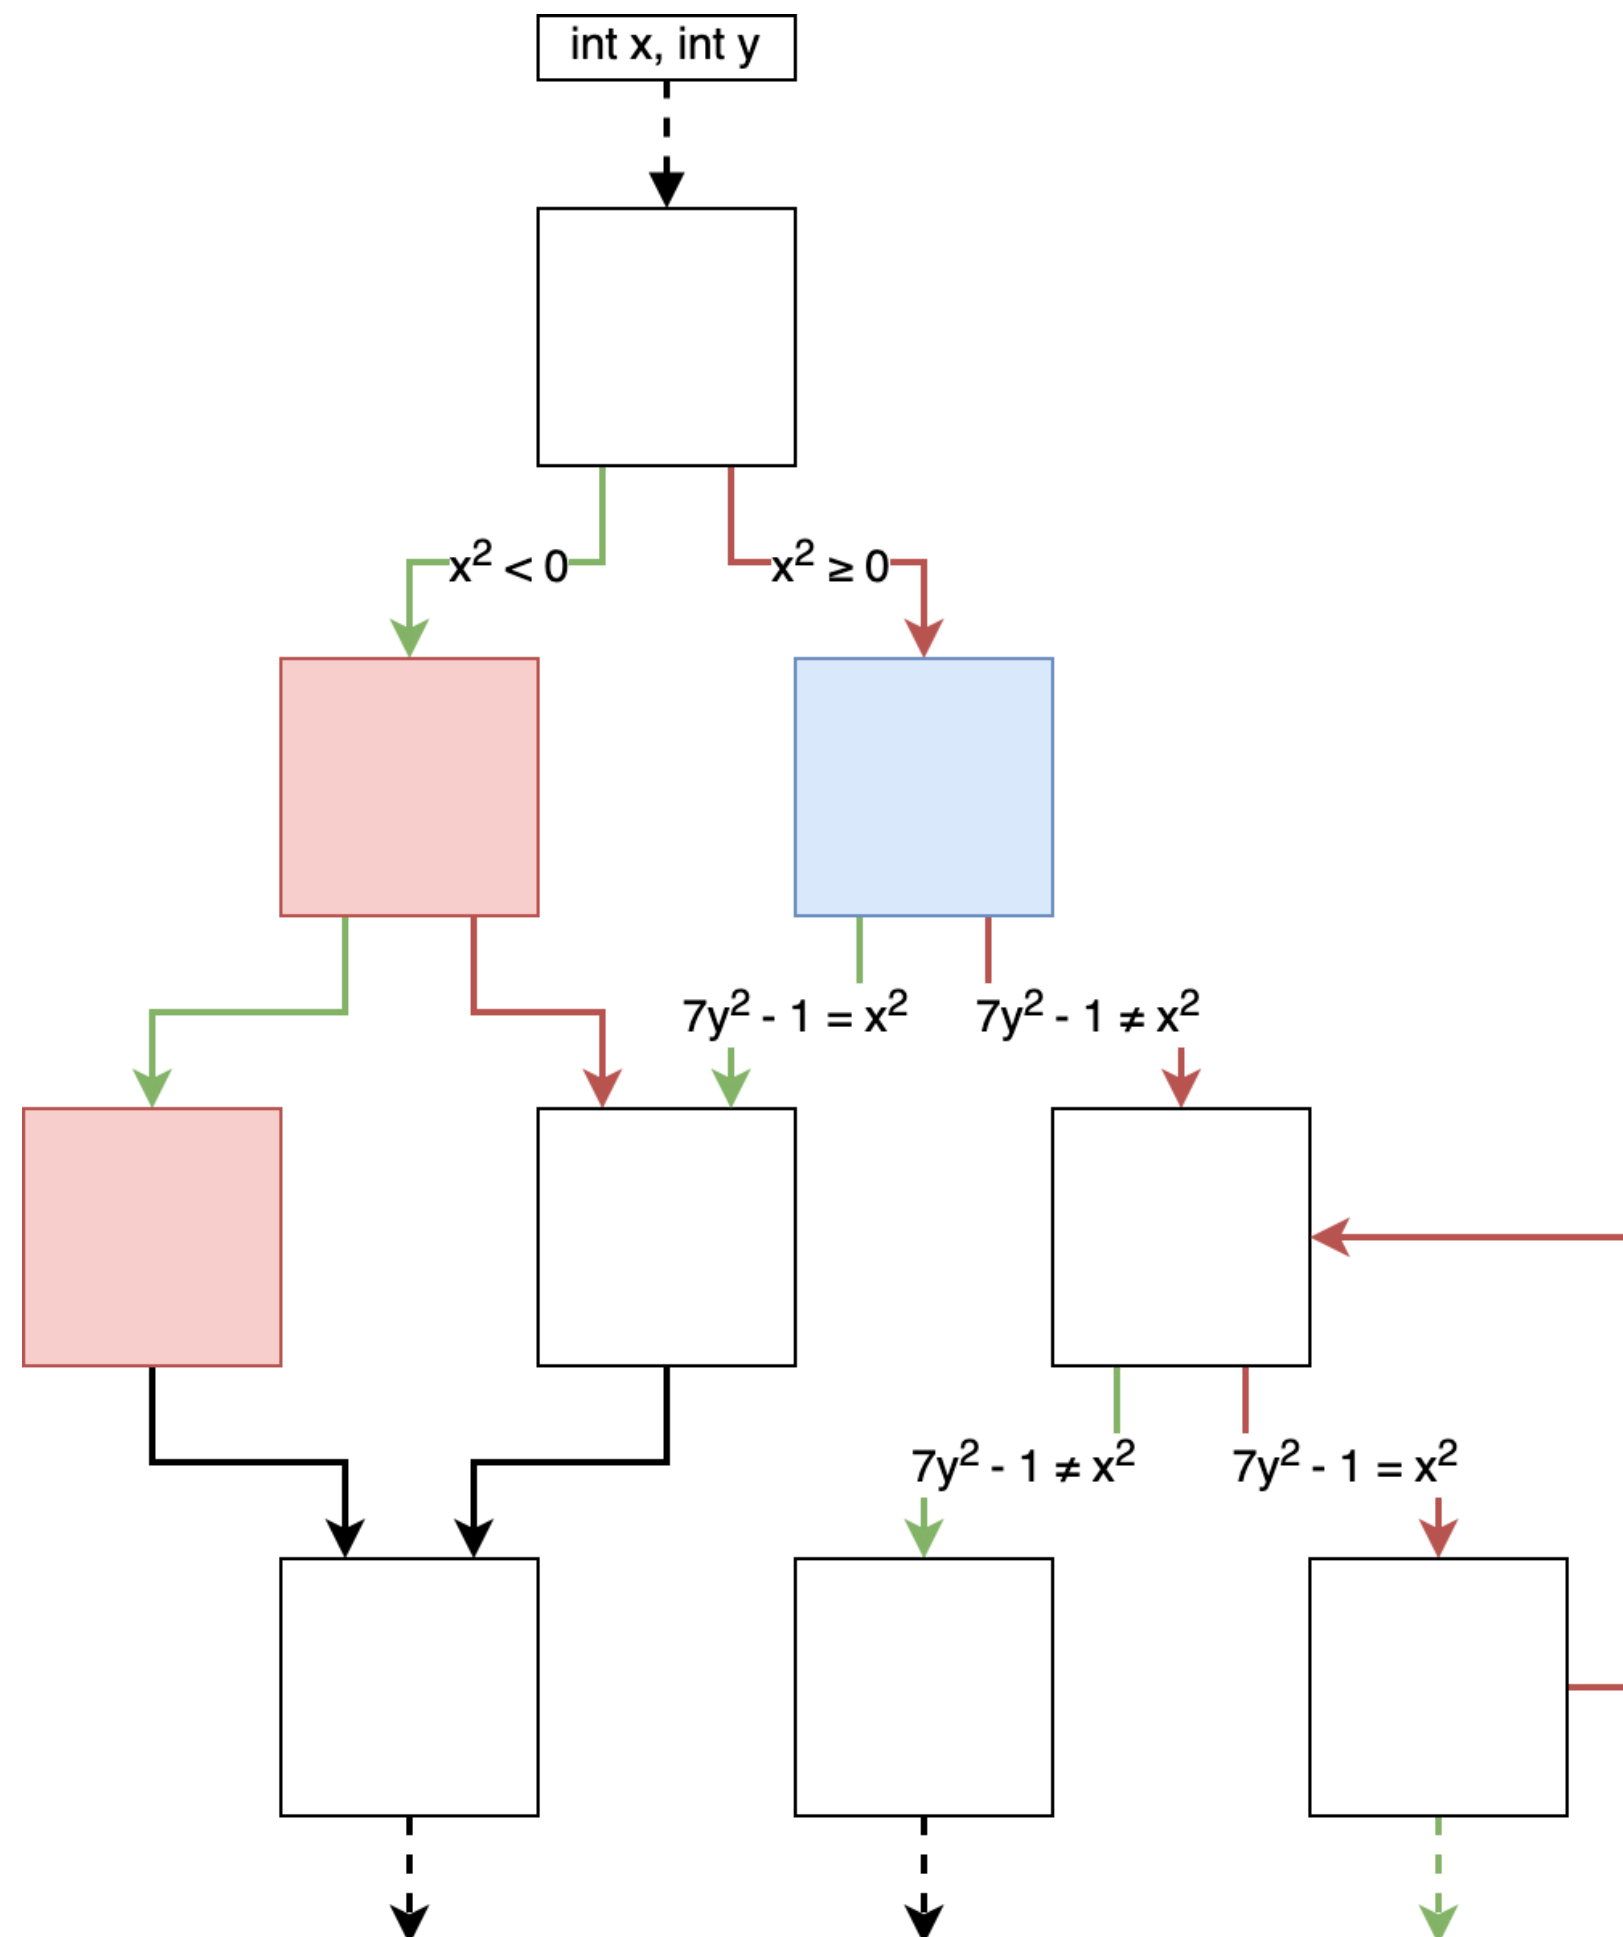 int x, int y
x² < 0
x² ≥ 0
7y² - 1 = x²
7y² - 1 ≠ x²
7y² - 1 ≠ x²
7y² - 1 = x²